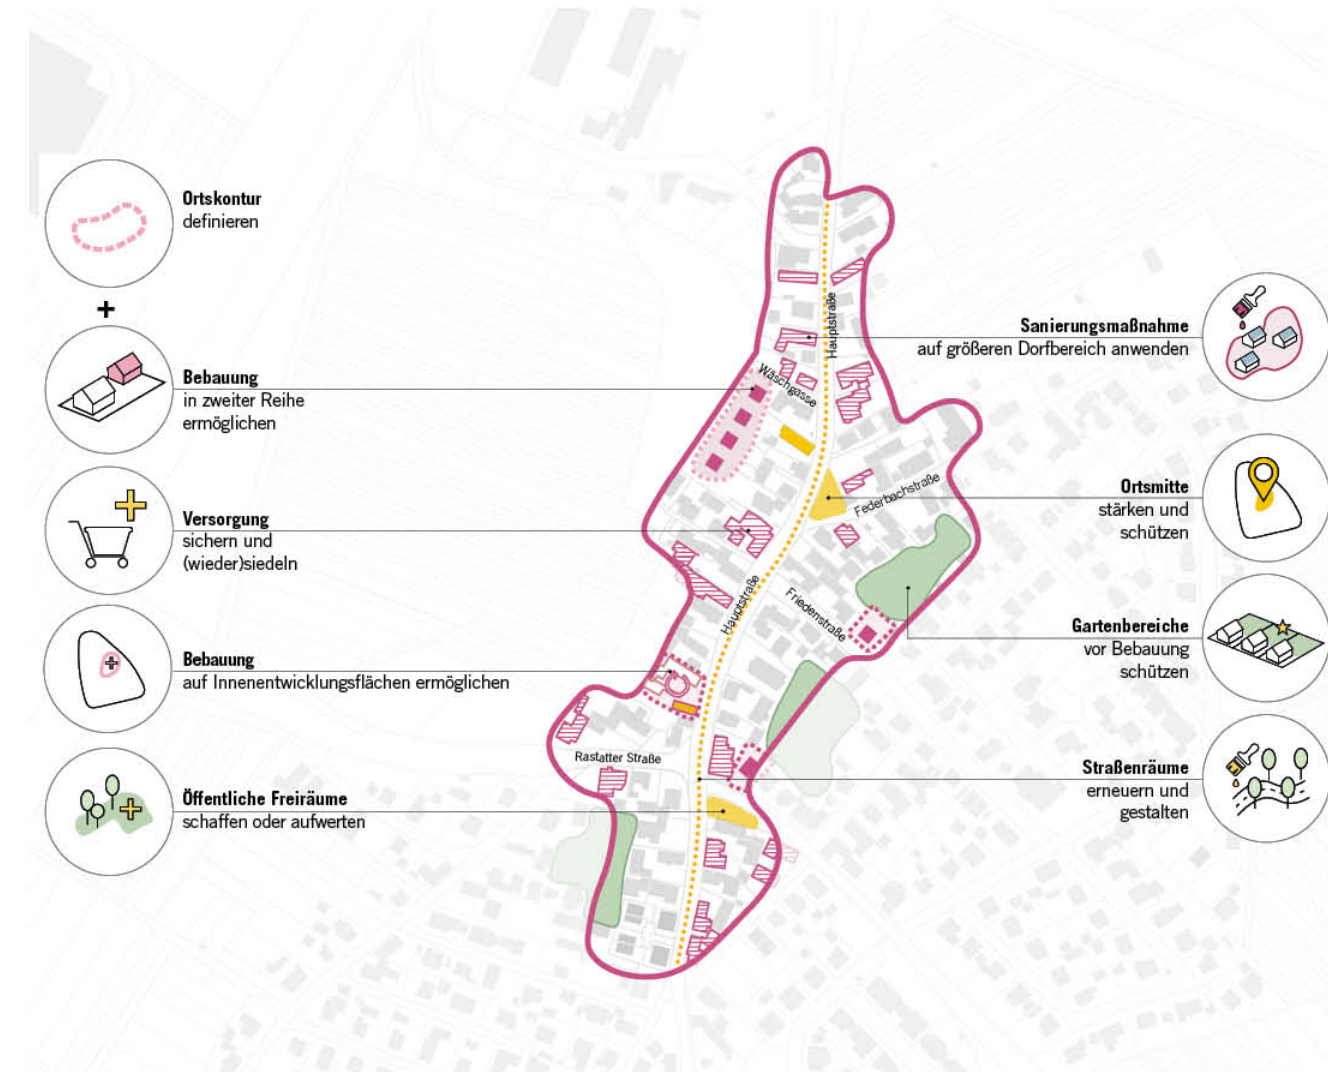 Ortskontur
definieren
+
Bebauung
in zweiter Reihe
ermöglichen
Versorgung
sichern und
(wieder)siedeln
Bebauung
auf Innenentwicklungsflächen ermöglichen
Öffentliche Freiräume
schaffen oder aufwerten
Hauptstraße
Wäschgasse
Federbachstraße
Hauptstraße
Friedenstraße
Rastatter Straße
Sanierungsmaßnahme
auf größeren Dorfbereich anwenden
Ortsmitte
stärken und
schützen
Gartenbereiche
vor Bebauung
schützen
Straßenräume
erneuern und
gestalten